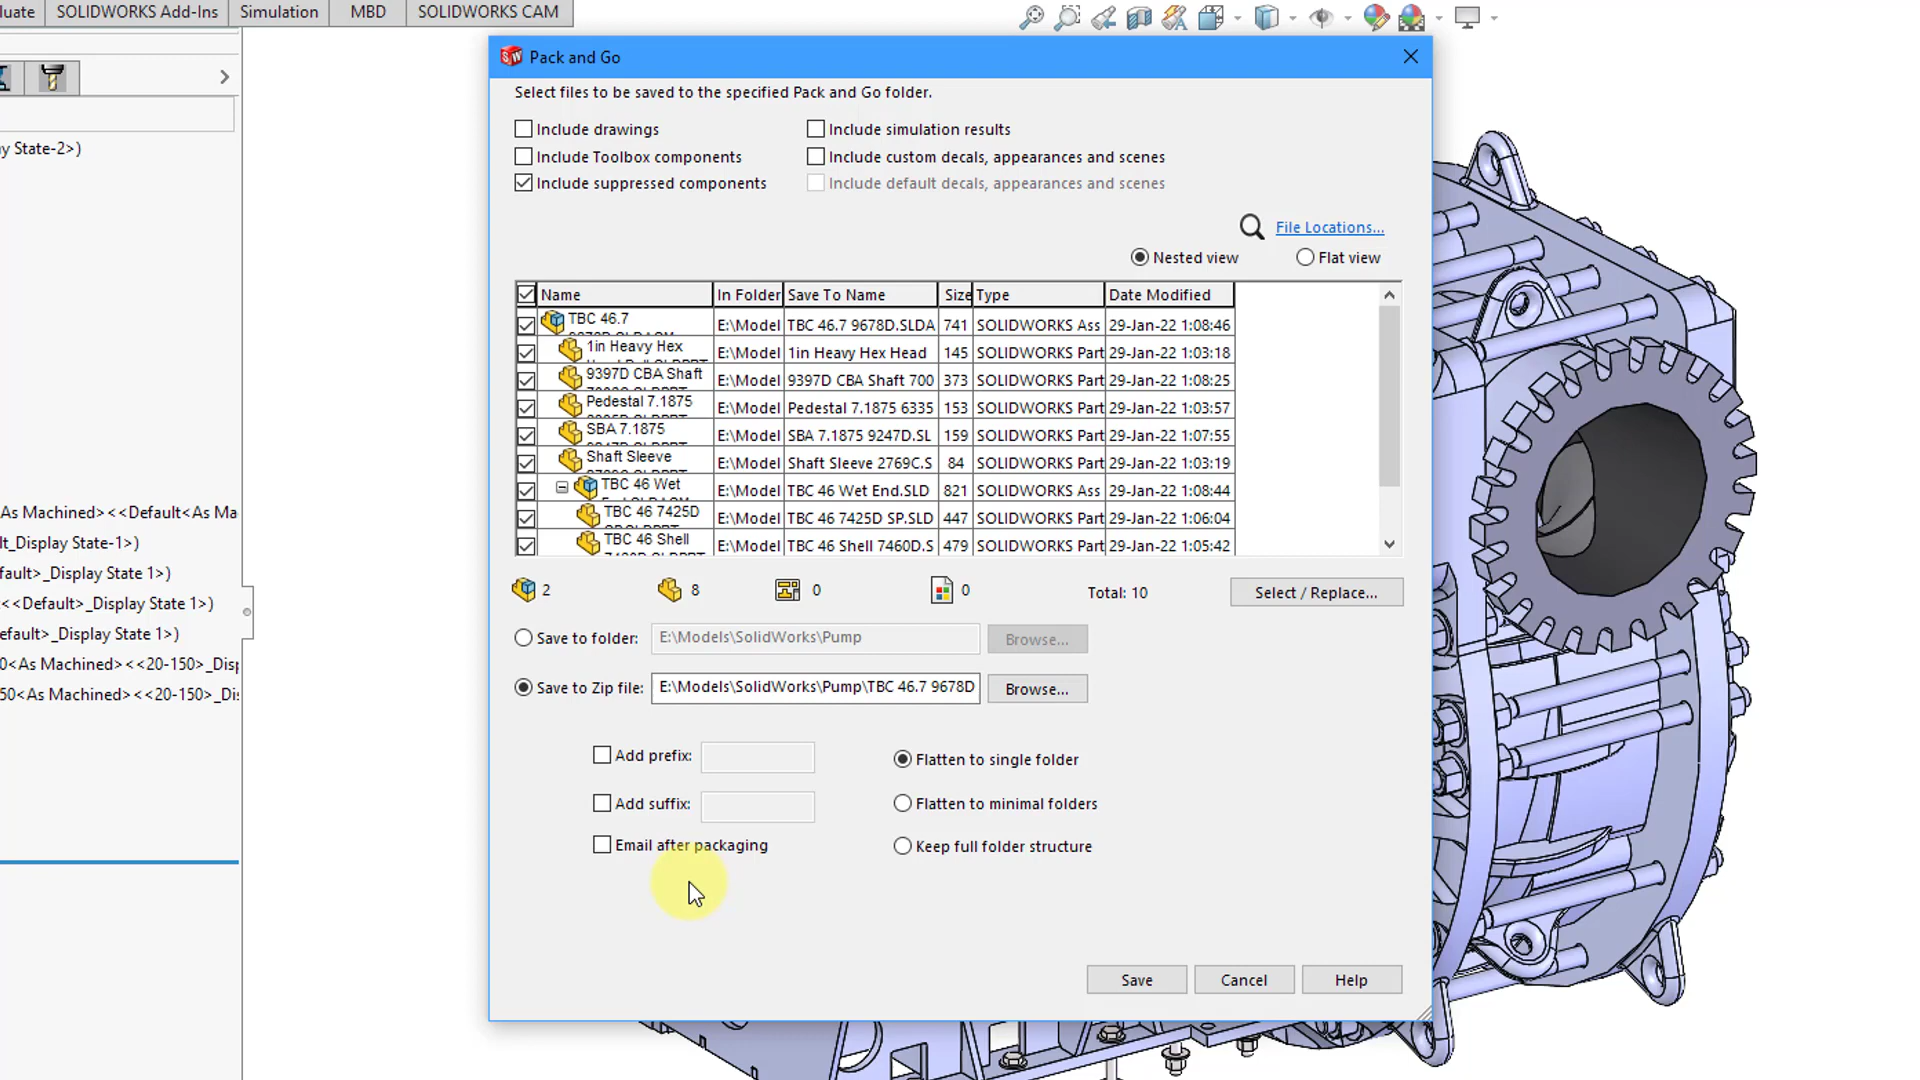 luate
SOLIDWORKS Add-Ins
Simulation
MBD
SOLIDWORKS CAM
y State-2>)
As Machined><<Default<As Ma
lt_Display State-1>)
fault>_Display State 1>)
<<Default>_Display State 1>)
efault>_Display State 1>)
0<As Machined><<20-150>_Disp
50<As Machined><<20-150>_Dis
Pack and Go
Select files to be saved to the specified Pack and Go folder.
Include drawings
Include simulation results
Include Toolbox components
Include custom decals, appearances and scenes
Include suppressed components
Include default decals, appearances and scenes
File Locations...
Nested view
Flat view
Name In Folder Save To Name Size Type Date Modified
TBC 46.7 E:\Model TBC 46.7 9678D.SLDA 741 SOLIDWORKS Ass 29-Jan-22 1:08:46
1in Heavy Hex E:\Model 1in Heavy Hex Head 145 SOLIDWORKS Part 29-Jan-22 1:03:18
9397D CBA Shaft E:\Model 9397D CBA Shaft 700 373 SOLIDWORKS Part 29-Jan-22 1:08:25
Pedestal 7.1875 E:\Model Pedestal 7.1875 6335 153 SOLIDWORKS Part 29-Jan-22 1:03:57
SBA 7.1875 E:\Model SBA 7.1875 9247D.SL 159 SOLIDWORKS Part 29-Jan-22 1:07:55
Shaft Sleeve E:\Model Shaft Sleeve 2769C.S 84 SOLIDWORKS Part 29-Jan-22 1:03:19
TBC 46 Wet E:\Model TBC 46 Wet End.SLD 821 SOLIDWORKS Ass 29-Jan-22 1:08:44
TBC 46 7425D E:\Model TBC 46 7425D SP.SLD 447 SOLIDWORKS Part 29-Jan-22 1:06:04
TBC 46 Shell E:\Model TBC 46 Shell 7460D.S 479 SOLIDWORKS Part 29-Jan-22 1:05:42
2 8 0 0 Total: 10 Select / Replace...
Save to folder: E:\Models\SolidWorks\Pump Browse...
Save to Zip file: E:\Models\SolidWorks\Pump\TBC 46.7 9678D Browse...
Add prefix:
Flatten to single folder
Add suffix:
Flatten to minimal folders
Email after packaging
Keep full folder structure
Save
Cancel
Help